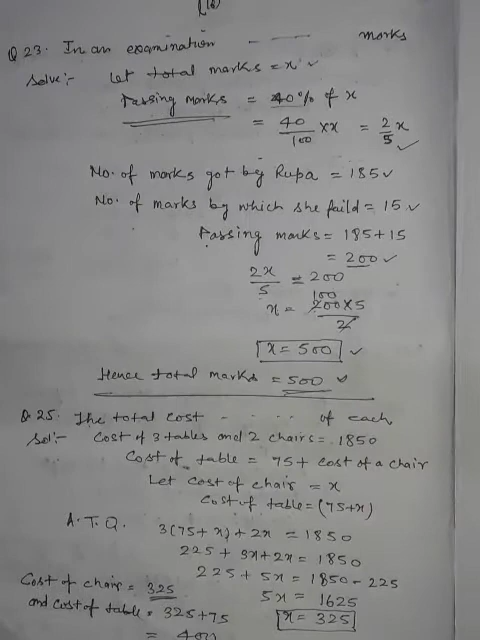 Q 23. In an examination - - - - marks
Solve:- Let total marks = x ✓
Passing Marks = 40% of x
= 40/100 × x = 2/5 x ✓
No. of marks got by Rupa = 185 ✓
No. of marks by which she faild = 15 ✓
Passing marks = 185 + 15
= 200 ✓
2x/5 = 200
100
x = 200×5/2
x = 500 ✓
Hence total marks = 500
Q 25. The total cost - - - - of each
Sol:- Cost of 3 tables and 2 chairs = 1850
Cost of table = 75 + cost of a chair
Let cost of chair = x
Cost of table = (75+x)
A.T.Q. 3(75+x) + 2x = 1850
225 + 3x + 2x = 1850
225 + 5x = 1850 - 225
5x = 1625
x = 325
Cost of chair = 325
and cost of table = 325+75
= 400